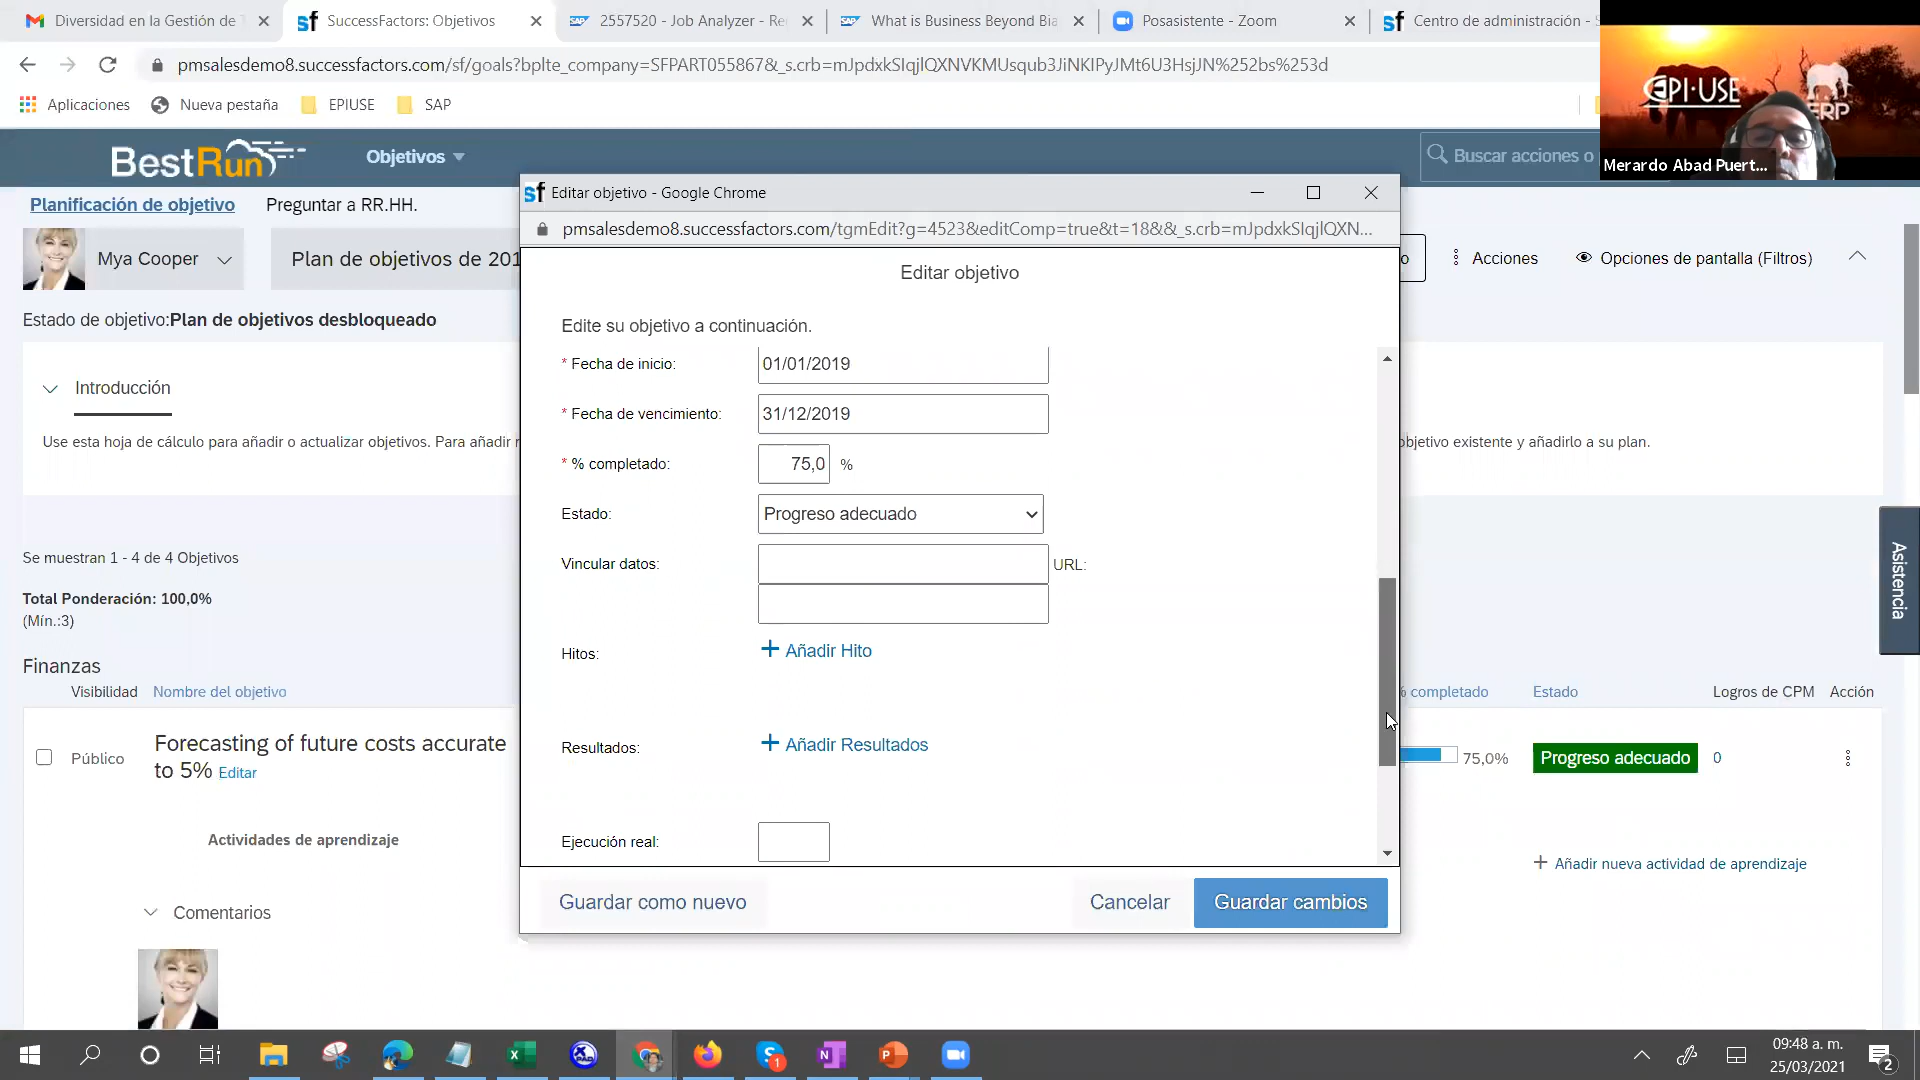 Diversidad en la Gestión de
SuccessFactors: Objetivos
2557520 - Job Analyzer - Re
What is Business Beyond Bia
Posasistente - Zoom
Centro de administración -
pmsalesdemo8.successfactors.com/sf/goals?bplte_company=SFPART055867&_s.crb=mJpdxkSIqjlQXNVKMUsqub3JiNKIPyJMt6U3HsjJN%252bs%253d
Aplicaciones
Nueva pestaña
EPIUSE
SAP
EPI-USE
ERP
Merardo Abad Puert...
BestRun
Objetivos
Buscar acciones o
Planificación de objetivo
Preguntar a RR.HH.
Mya Cooper
Plan de objetivos de 201
Acciones
Opciones de pantalla (Filtros)
Estado de objetivo:Plan de objetivos desbloqueado
Introducción
Use esta hoja de cálculo para añadir o actualizar objetivos. Para añadir
objetivo existente y añadirlo a su plan.
Se muestran 1 - 4 de 4 Objetivos
Total Ponderación: 100,0%
(Mín.:3)
Finanzas
Visibilidad
Nombre del objetivo
% completado
Estado
Logros de CPM
Acción
Público
Forecasting of future costs accurate
to 5% Editar
75,0%
Progreso adecuado
0
Actividades de aprendizaje
Añadir nueva actividad de aprendizaje
Comentarios
Asistencia
Editar objetivo - Google Chrome
pmsalesdemo8.successfactors.com/tgmEdit?g=4523&editComp=true&t=18&&_s.crb=mJpdxkSIqjlQXN...
Editar objetivo
Edite su objetivo a continuación.
* Fecha de inicio:
01/01/2019
* Fecha de vencimiento:
31/12/2019
* % completado:
75,0 %
Estado:
Progreso adecuado
Vincular datos:
URL:
Hitos:
Añadir Hito
Resultados:
Añadir Resultados
Ejecución real:
Guardar como nuevo
Cancelar
Guardar cambios
09:48 a. m.
25/03/2021
2